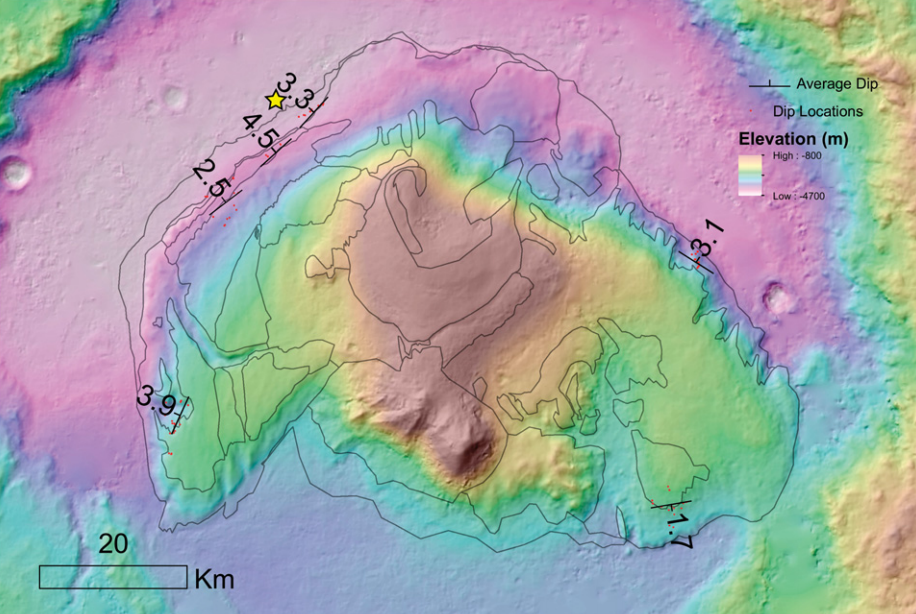 3.3
4.5
2.5
Average Dip
Dip Locations
Elevation (m)
High : -800
Low : -4700
3.1
3.9
1.7
20
Km